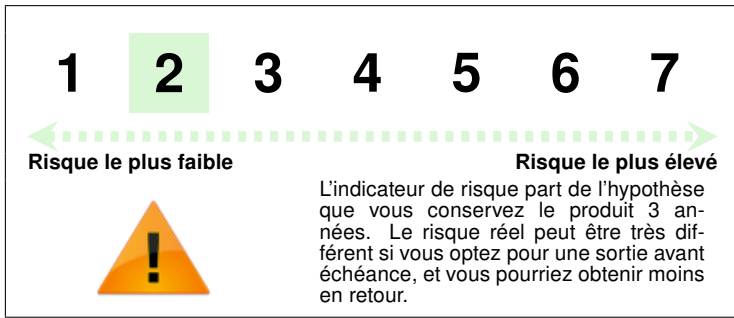 1 2 3 4 5 6 7
Risque le plus faible
Risque le plus élevé
L'indicateur de risque part de l'hypothèse
que vous conservez le produit 3 an-
nées. Le risque réel peut être très dif-
férent si vous optez pour une sortie avant
échéance, et vous pourriez obtenir moins
en retour.